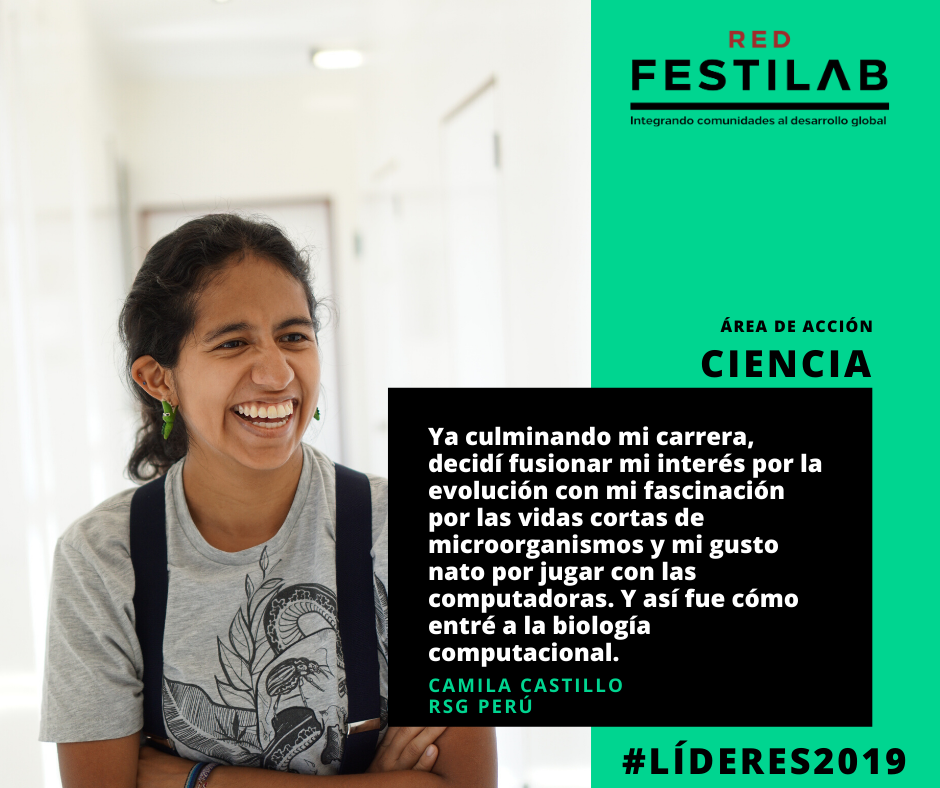 RED
FESTILAB
Integrando comunidades al desarrollo global
ÁREA DE ACCIÓN
CIENCIA
Ya culminando mi carrera,
decidí fusionar mi interés por la
evolución con mi fascinación
por las vidas cortas de
microorganismos y mi gusto
nato por jugar con las
computadoras. Y así fue cómo
entré a la biología
computacional.
CAMILA CASTILLO
RSG PERÚ
#LÍDERES2019